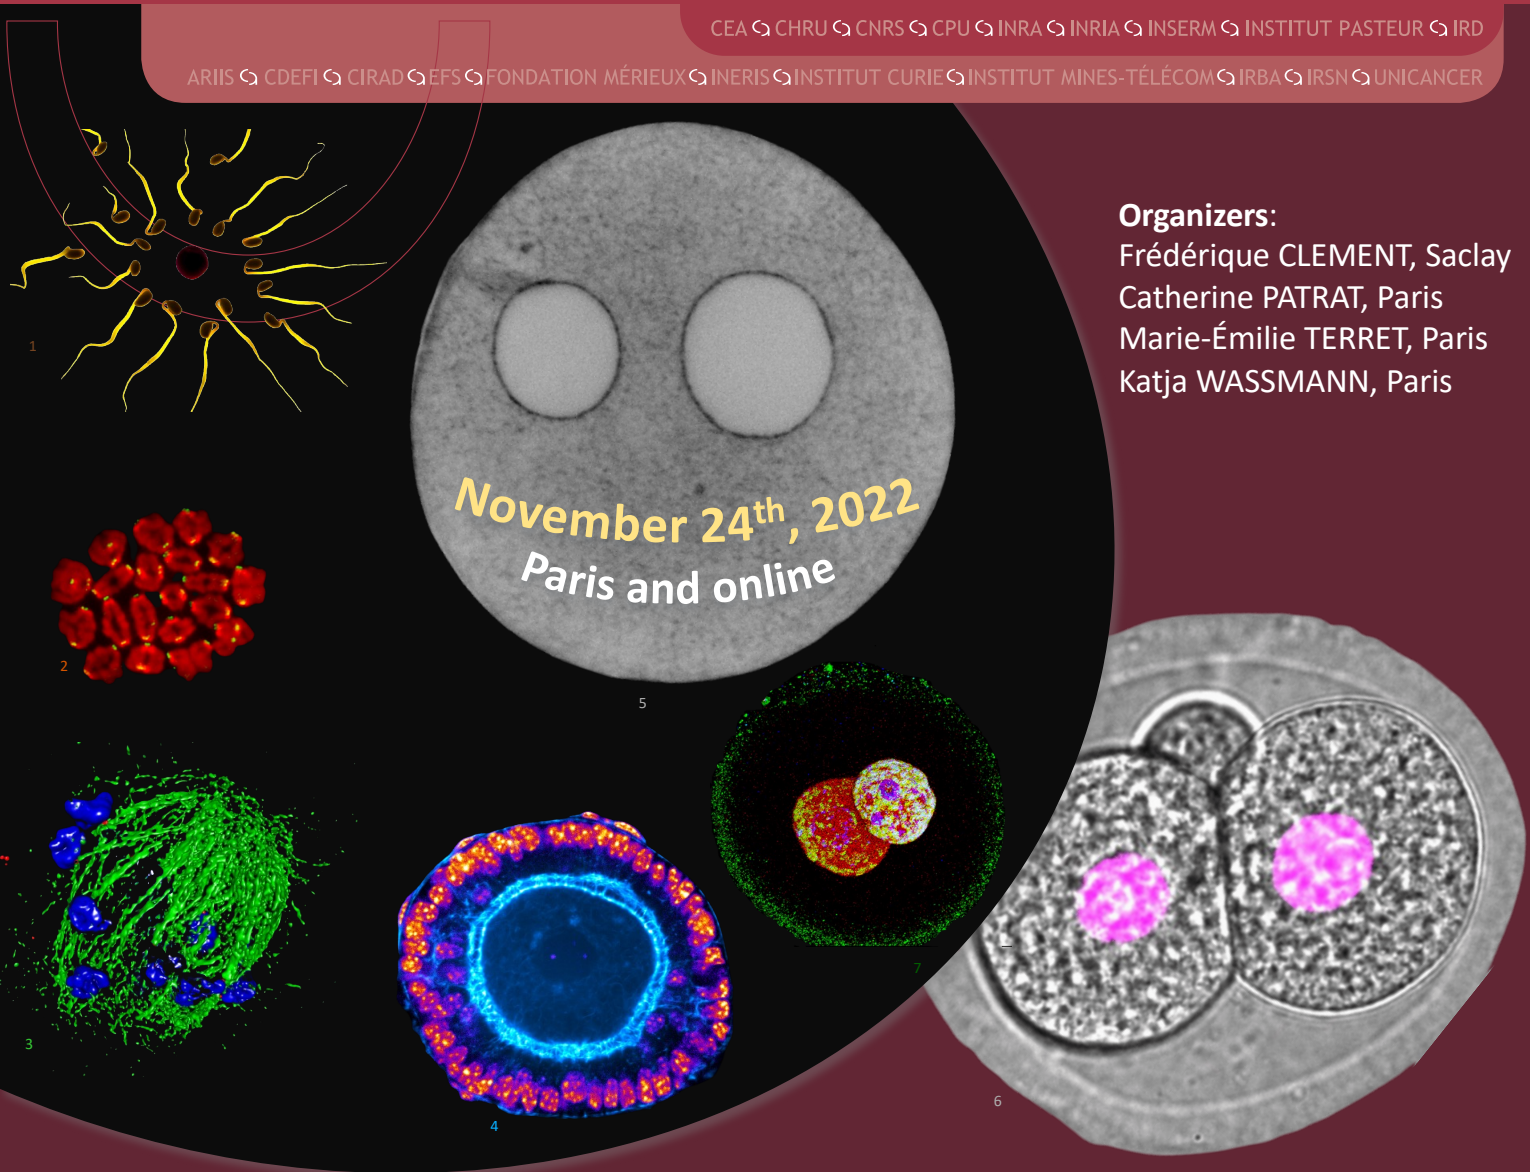 CEA CHRU CNRS CPU INRA INRIA INSERM INSTITUT PASTEUR IRD
ARIIS CDEFI CIRAD EFS FONDATION MÉRIEUX INERIS INSTITUT CURIE INSTITUT MINES-TÉLÉCOM IRBA IRSN UNICANCER
Organizers:
Frédérique CLEMENT, Saclay
Catherine PATRAT, Paris
Marie-Émilie TERRET, Paris
Katja WASSMANN, Paris
1
November 24th, 2022
Paris and online
2
5
7
3
6
4